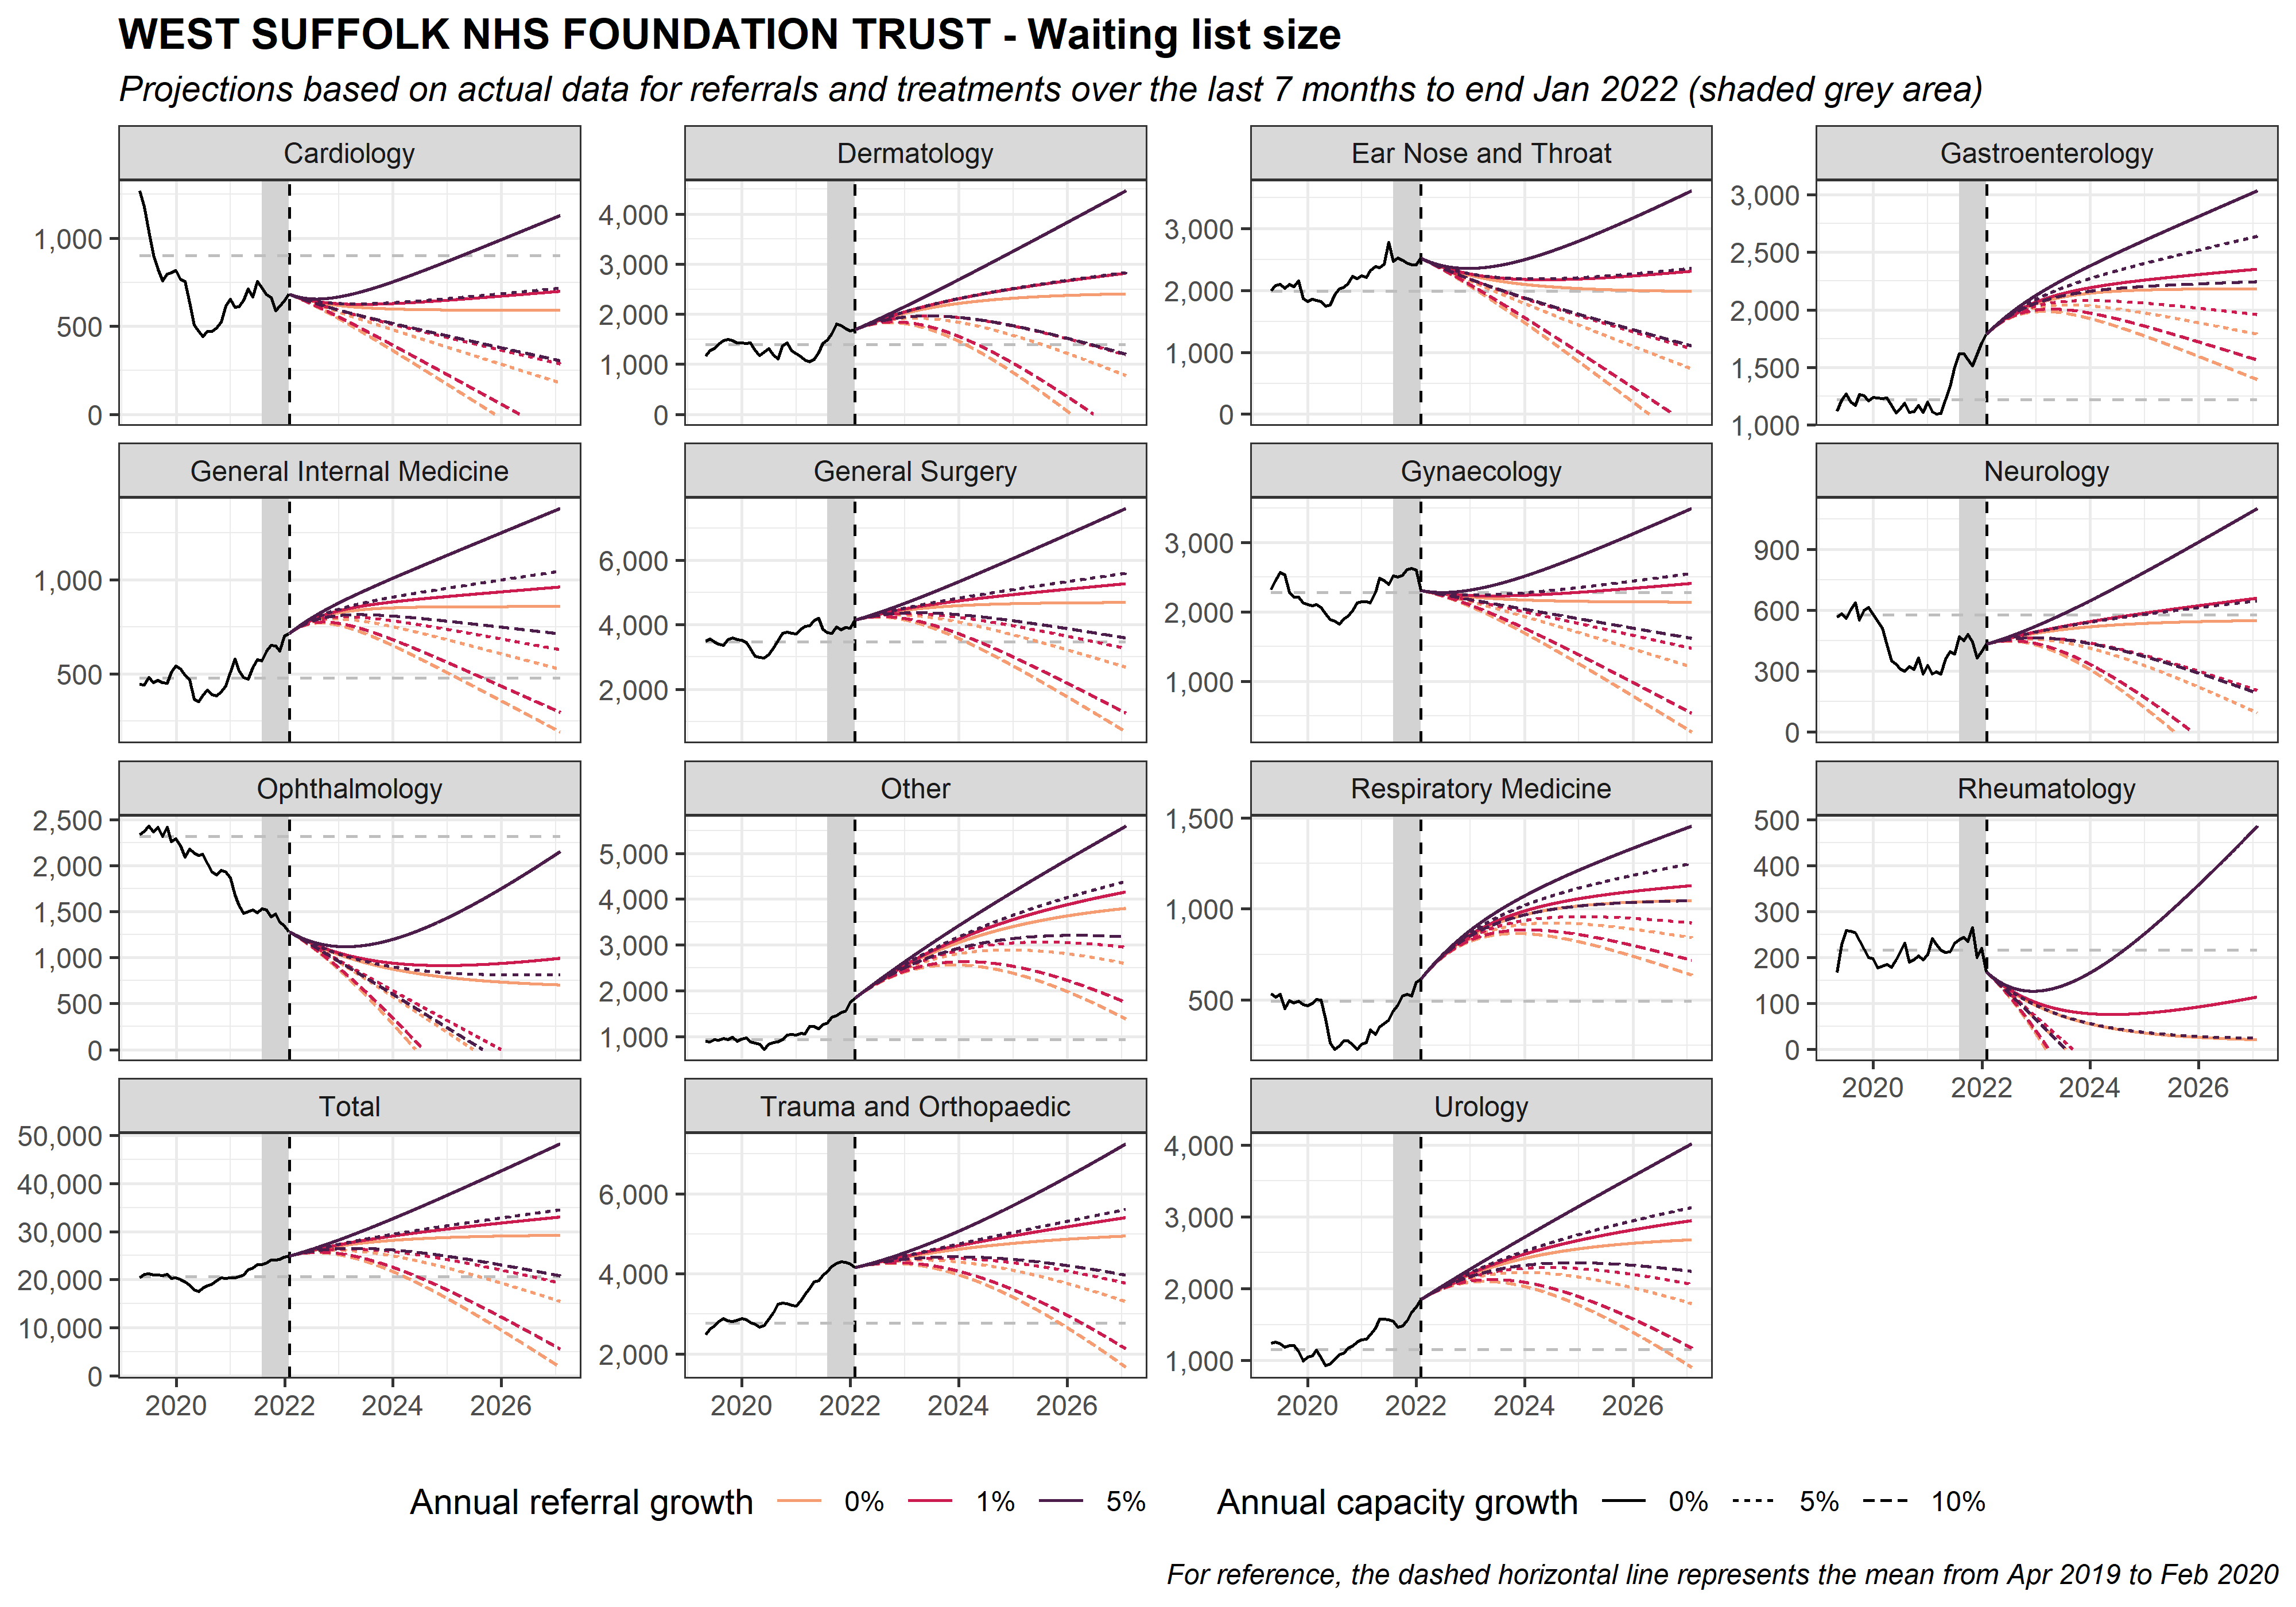 WEST SUFFOLK NHS FOUNDATION TRUST - Waiting list size
Projections based on actual data for referrals and treatments over the last 7 months to end Jan 2022 (shaded grey area)
Cardiology
1,000
500
0
Dermatology
4,000
3,000
2,000
1,000
0
Ear Nose and Throat
3,000
2,000
1,000
0
Gastroenterology
3,000
2,500
2,000
1,500
1,000
General Internal Medicine
1,000
500
General Surgery
6,000
4,000
2,000
Gynaecology
3,000
2,000
1,000
Neurology
900
600
300
0
Ophthalmology
2,500
2,000
1,500
1,000
500
0
Other
5,000
4,000
3,000
2,000
1,000
Respiratory Medicine
1,500
1,000
500
Rheumatology
500
400
300
200
100
0
2020 2022 2024 2026
Total
50,000
40,000
30,000
20,000
10,000
0
2020 2022 2024 2026
Trauma and Orthopaedic
6,000
4,000
2,000
2020 2022 2024 2026
Urology
4,000
3,000
2,000
1,000
2020 2022 2024 2026
Annual referral growth 0% 1% 5%
Annual capacity growth 0% 5% 10%
For reference, the dashed horizontal line represents the mean from Apr 2019 to Feb 2020